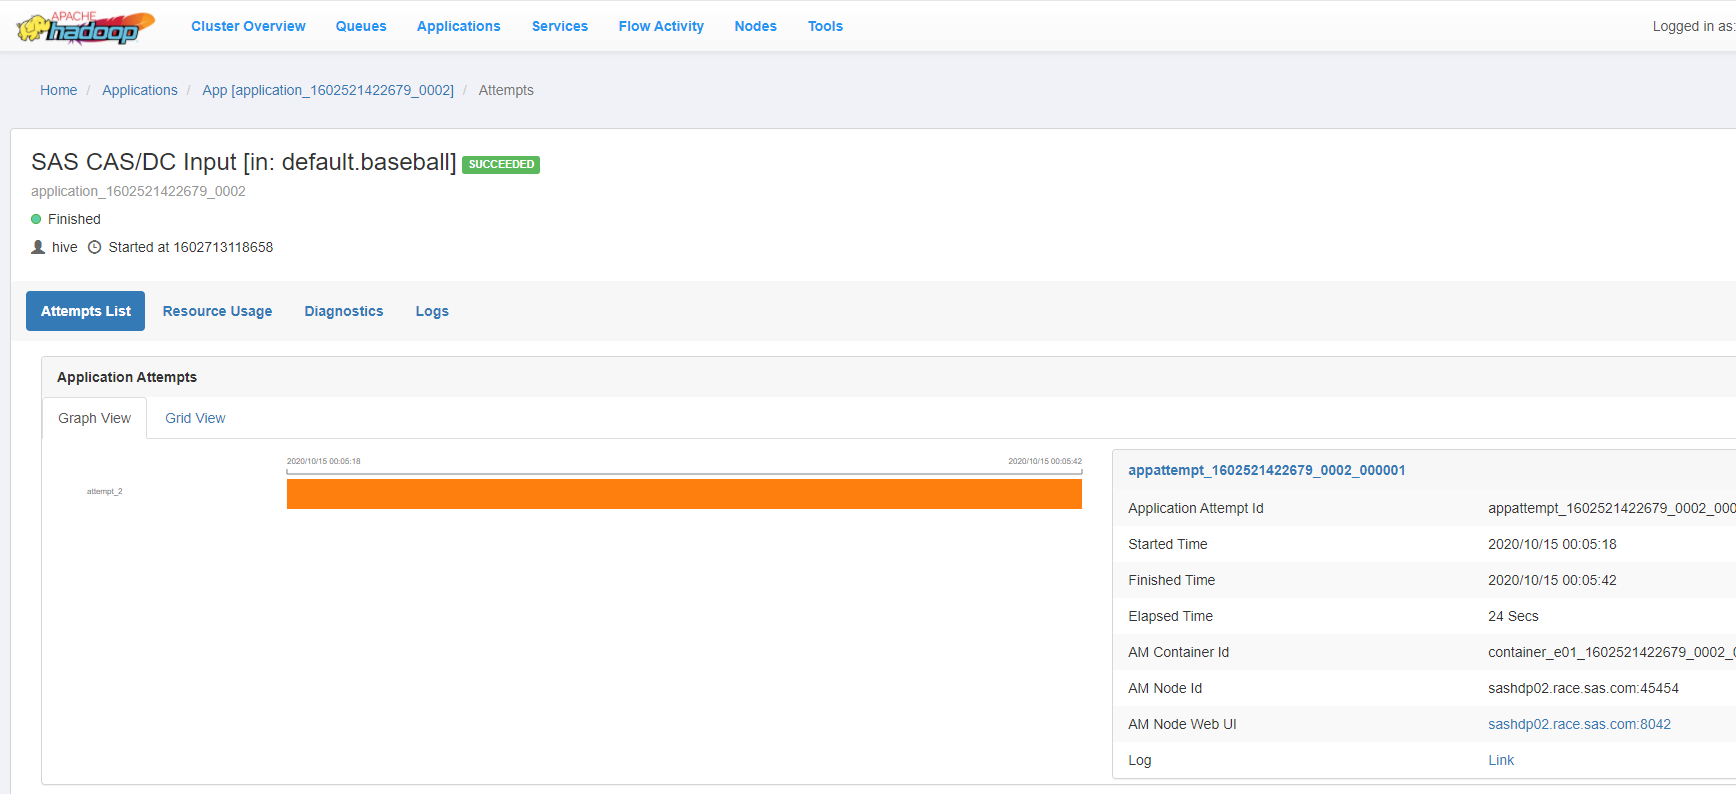 APACHE
hadoop
Cluster Overview Queues Applications Services Flow Activity Nodes Tools Logged in as:
Home / Applications / App [application_1602521422679_0002] / Attempts
SAS CAS/DC Input [in: default.baseball] SUCCEEDED
application_1602521422679_0002
Finished
hive Started at 1602713118658
Attempts List Resource Usage Diagnostics Logs
Application Attempts
Graph View Grid View
2020/10/15 00:05:18 2020/10/15 00:05:42
attempt_2
appattempt_1602521422679_0002_000001
Application Attempt Id appattempt_1602521422679_0002_000
Started Time 2020/10/15 00:05:18
Finished Time 2020/10/15 00:05:42
Elapsed Time 24 Secs
AM Container Id container_e01_1602521422679_0002_
AM Node Id sashdp02.race.sas.com:45454
AM Node Web UI sashdp02.race.sas.com:8042
Log Link